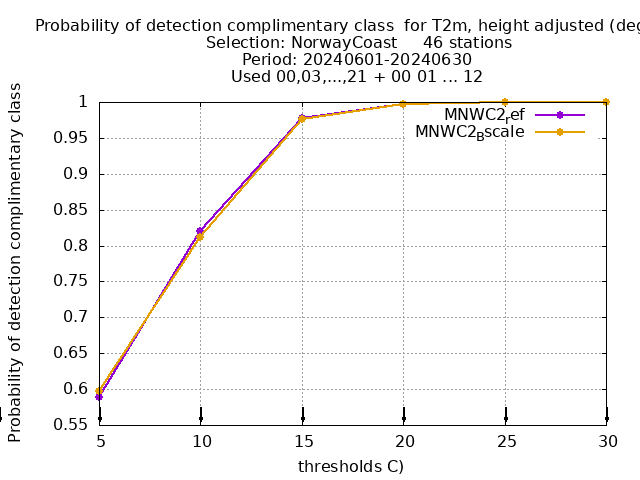 Probability of detection complimentary class  for T2m, height adjusted (deg
Selection: NorwayCoast     46 stations
Period: 20240601-20240630
Used 00,03,...,21 + 00 01 ... 12
Probability of detection complimentary class
1
0.95
0.9
0.85
0.8
0.75
0.7
0.65
0.6
0.55
MNWC2_ref
MNWC2_Bscale
5 10 15 20 25 30
thresholds C)